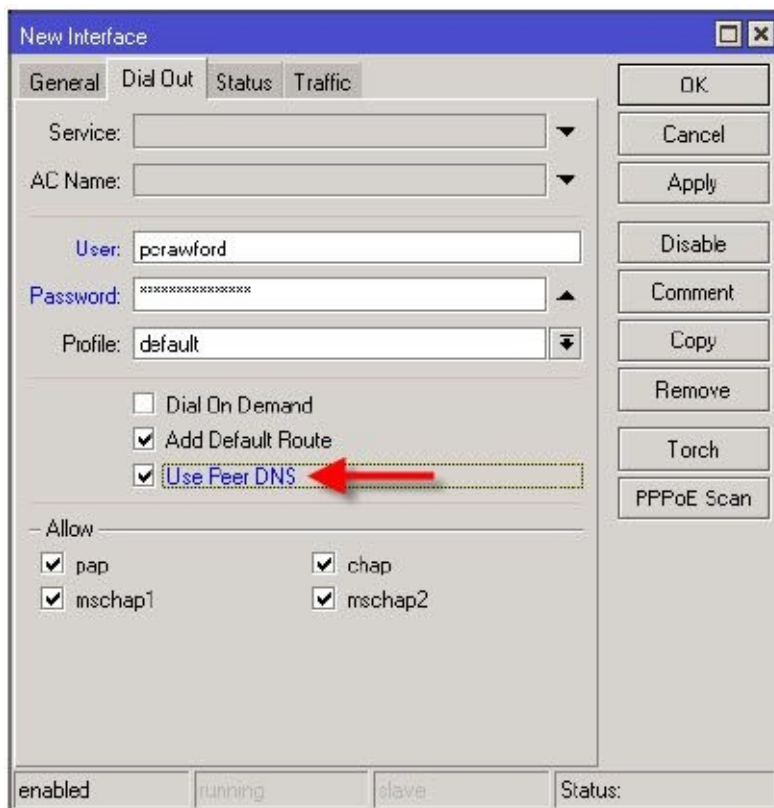 New Interface
General Dial Out Status Traffic
OK
Service:
Cancel
AC Name:
Apply
User: pcrawford
Disable
Password: ***************
Comment
Profile: default
Copy
Remove
Dial On Demand
Add Default Route
Torch
Use Peer DNS
PPPoE Scan
Allow
pap chap
mschap1 mschap2
enabled running slave Status: